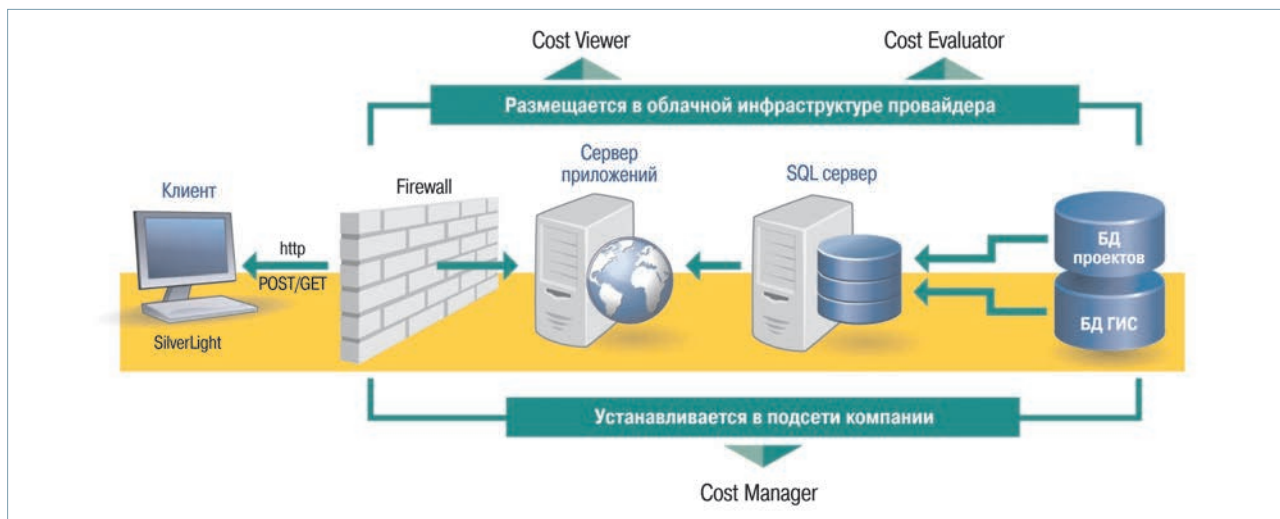 Cost Viewer
Cost Evaluator
Размещается в облачной инфраструктуре провайдера
Клиент
Firewall
Сервер
приложений
SQL сервер
http
POST/GET
SilverLight
БД
проектов
БД ГИС
Устанавливается в подсети компании
Cost Manager